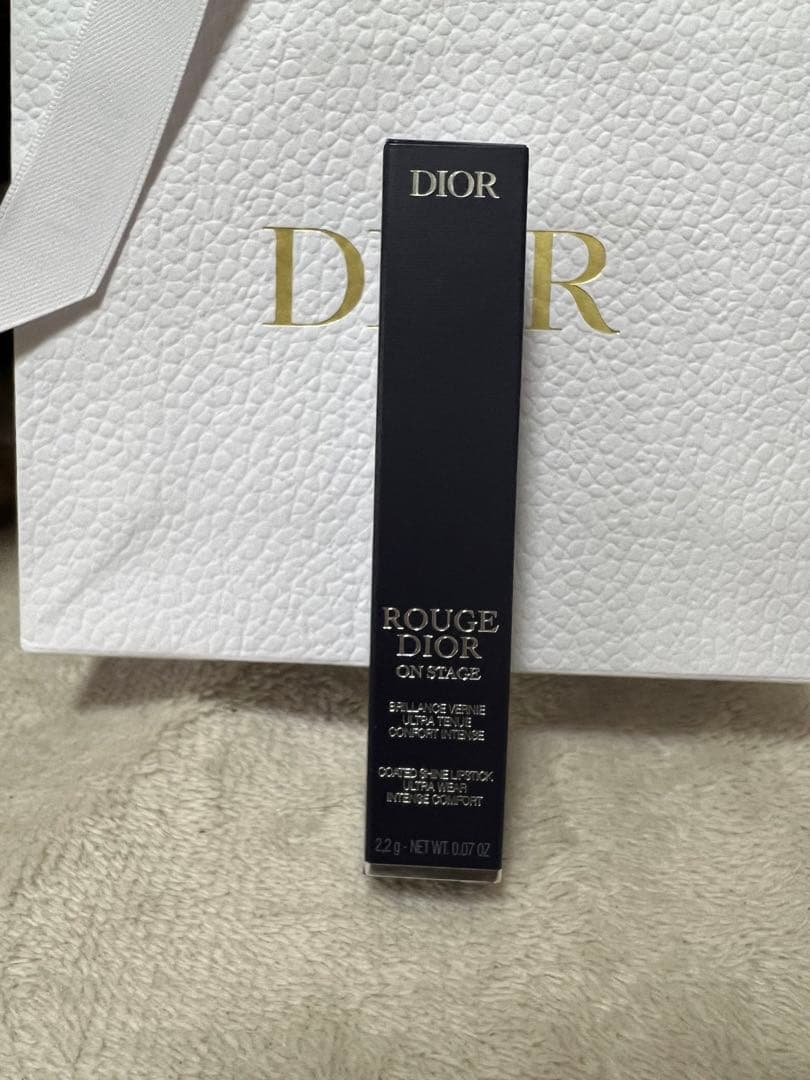 DIOR
D R
ROUGE
DIOR
ON STAGE
BRILLANCE VERNIE
ULTRA TENUE
CONFORT INTENSE
COATED SHINE LIPSTICK
ULTRA WEAR
INTENSE COMFORT
2,2 g - NET WT. 0.07 OZ